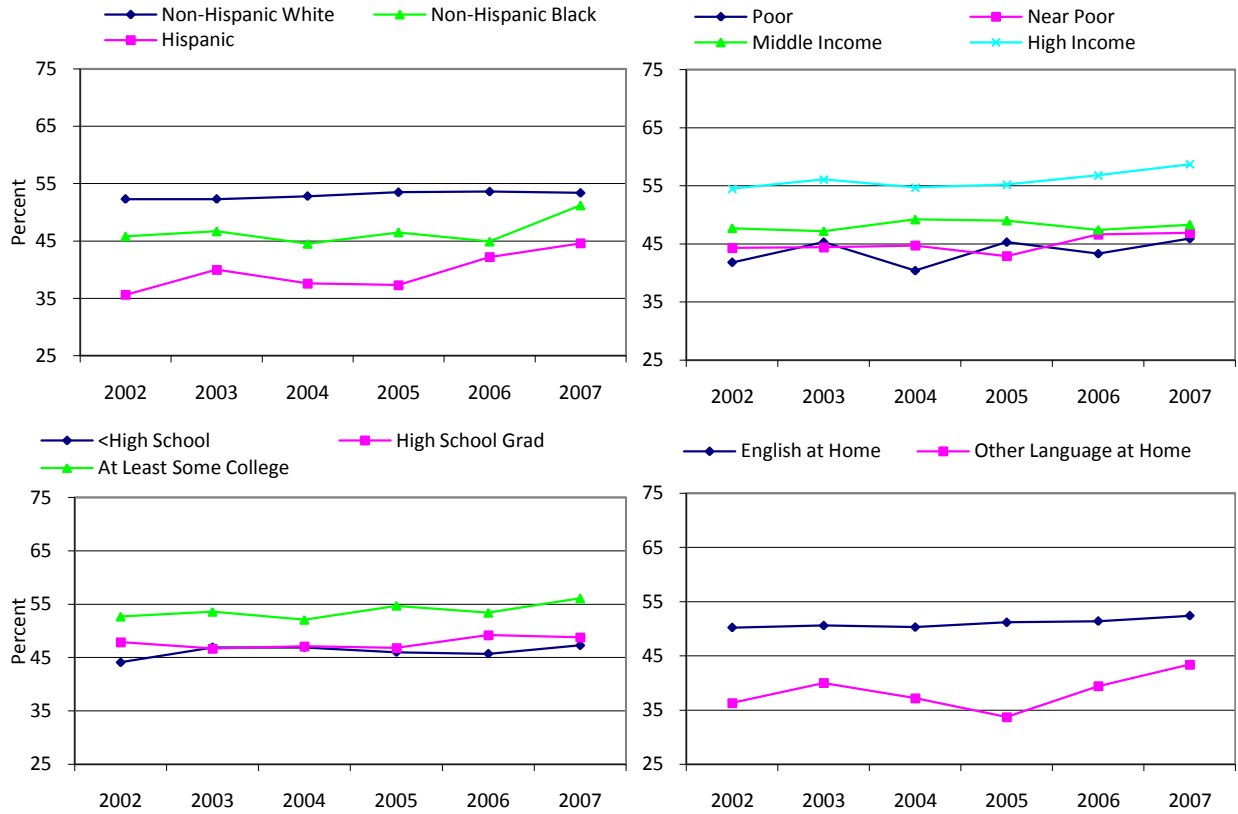 Non-Hispanic White Non-Hispanic Black
Hispanic
75
65
55
45
35
25
Percent
2002 2003 2004 2005 2006 2007
Poor Near Poor
Middle Income High Income
75
65
55
45
35
25
2002 2003 2004 2005 2006 2007
<High School High School Grad
At Least Some College
75
65
55
45
35
25
Percent
2002 2003 2004 2005 2006 2007
English at Home Other Language at Home
75
65
55
45
35
25
2002 2003 2004 2005 2006 2007